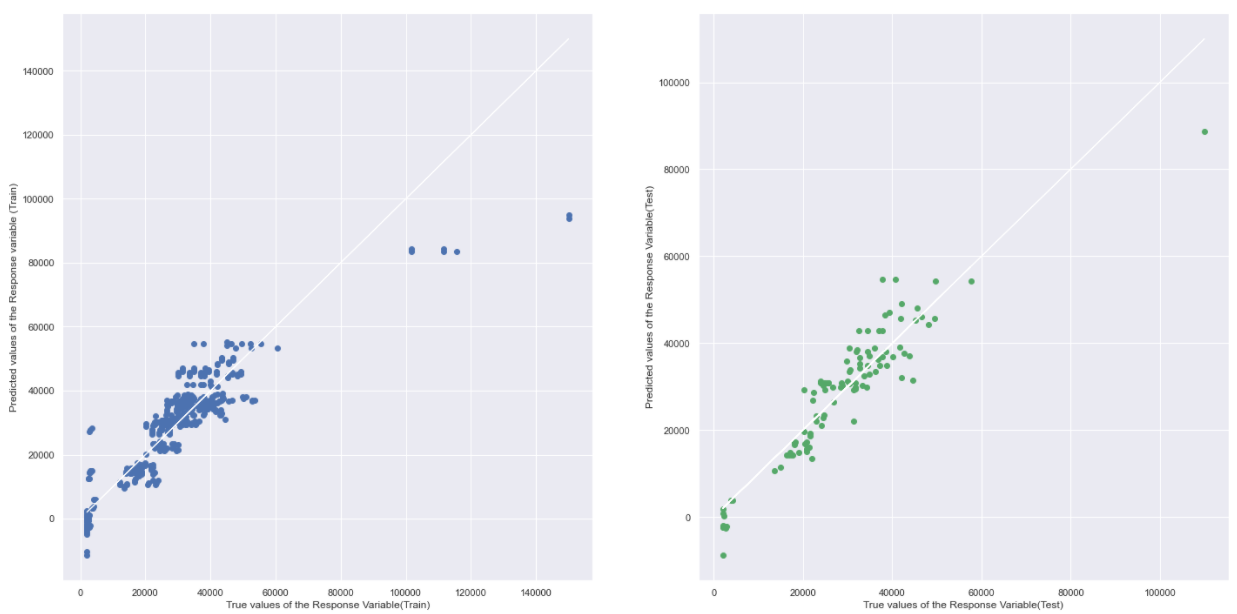 140000
120000
100000
80000
60000
40000
20000
0
Predicted values of the Response variable (Train)
0 20000 40000 60000 80000 100000 120000 140000
True values of the Response Variable(Train)
100000
80000
60000
40000
20000
0
Predicted values of the Response Variable(Test)
0 20000 40000 60000 80000 100000
True values of the Response Variable(Test)